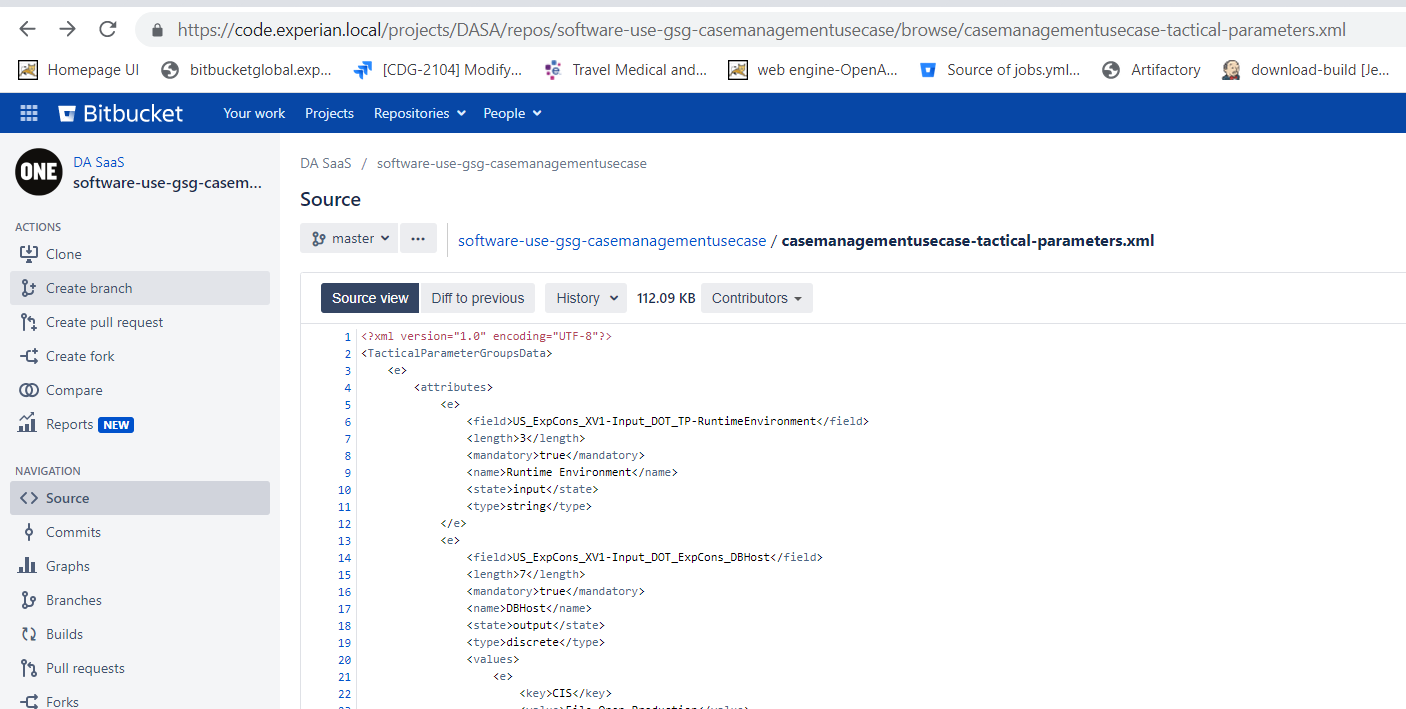 https://code.experian.local/projects/DASA/repos/software-use-gsg-casemanagementusecase/browse/casemanagementusecase-tactical-parameters.xml
Homepage UI bitbucketglobal.exp... [CDG-2104] Modify... Travel Medical and... web engine-OpenA... Source of jobs.yml... Artifactory download-build [Je...
Bitbucket Your work Projects Repositories People
ONE
DA SaaS
software-use-gsg-casem...
ACTIONS
Clone
Create branch
Create pull request
Create fork
Compare
Reports NEW
NAVIGATION
Source
Commits
Graphs
Branches
Builds
Pull requests
Forks
DA SaaS / software-use-gsg-casemanagementusecase
Source
master ... software-use-gsg-casemanagementusecase / casemanagementusecase-tactical-parameters.xml
Source view Diff to previous History 112.09 KB Contributors
1 <?xml version="1.0" encoding="UTF-8"?>
2 <TacticalParameterGroupsData>
3 <e>
4 <attributes>
5 <e>
6 <field>US_ExpCons_XV1-Input_DOT_TP-RuntimeEnvironment</field>
7 <length>3</length>
8 <mandatory>true</mandatory>
9 <name>Runtime Environment</name>
10 <state>input</state>
11 <type>string</type>
12 </e>
13 <e>
14 <field>US_ExpCons_XV1-Input_DOT_ExpCons_DBHost</field>
15 <length>7</length>
16 <mandatory>true</mandatory>
17 <name>DBHost</name>
18 <state>output</state>
19 <type>discrete</type>
20 <values>
21 <e>
22 <key>CIS</key>